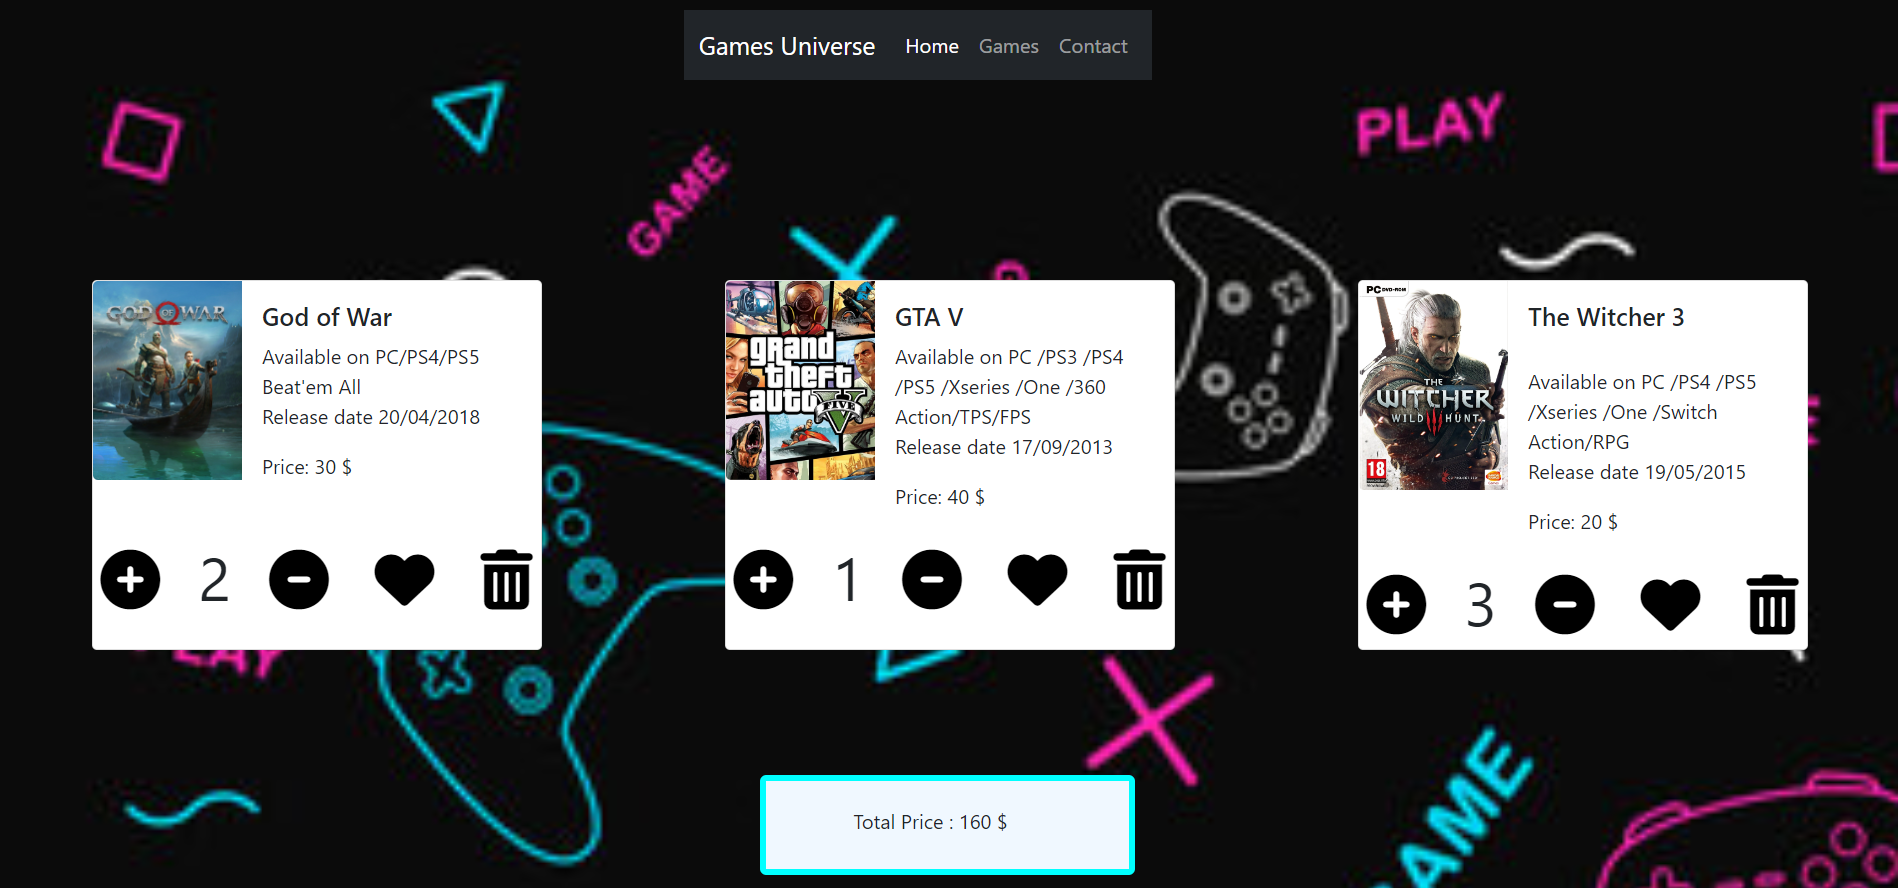 Games Universe Home Games Contact
PLAY
GAME
GOD OF WAR
God of War
Available on PC/PS4/PS5
Beat'em All
Release date 20/04/2018
Price: 30 $
2
grand
theft
auto V
FIVE
GTA V
Available on PC /PS3 /PS4
/PS5 /Xseries /One /360
Action/TPS/FPS
Release date 17/09/2013
Price: 40 $
1
PC DVD-ROM
THE
WITCHER
WILD HUNT
18
The Witcher 3
Available on PC /PS4 /PS5
/Xseries /One /Switch
Action/RPG
Release date 19/05/2015
Price: 20 $
3
PLAY
GAME
Total Price : 160 $